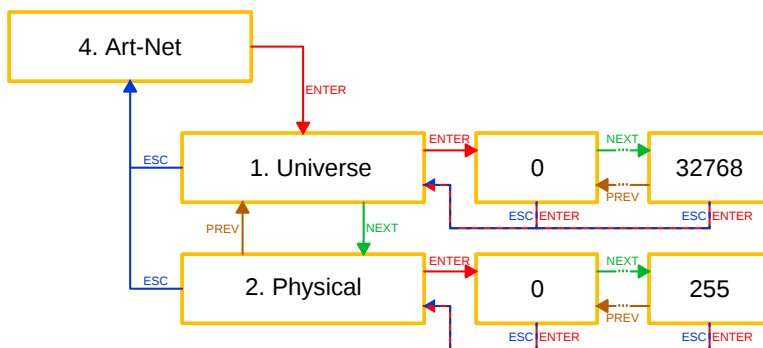 4. Art-Net
ENTER
ENTER
NEXT
ESC
1. Universe
0
32768
PREV
ESC ENTER
ESC ENTER
PREV
NEXT
ENTER
NEXT
ESC
2. Physical
0
255
PREV
ESC ENTER
ESC ENTER